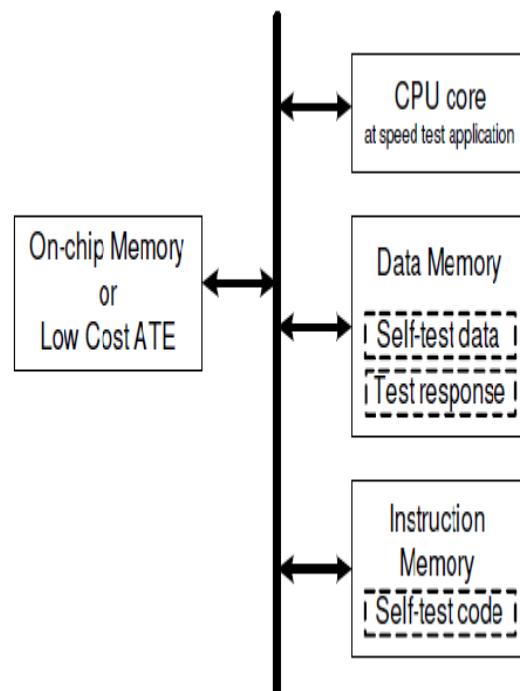 CPU core
at speed test application
On-chip Memory
or
Low Cost ATE
Data Memory
Self-test data
Test response
Instruction
Memory
Self-test code